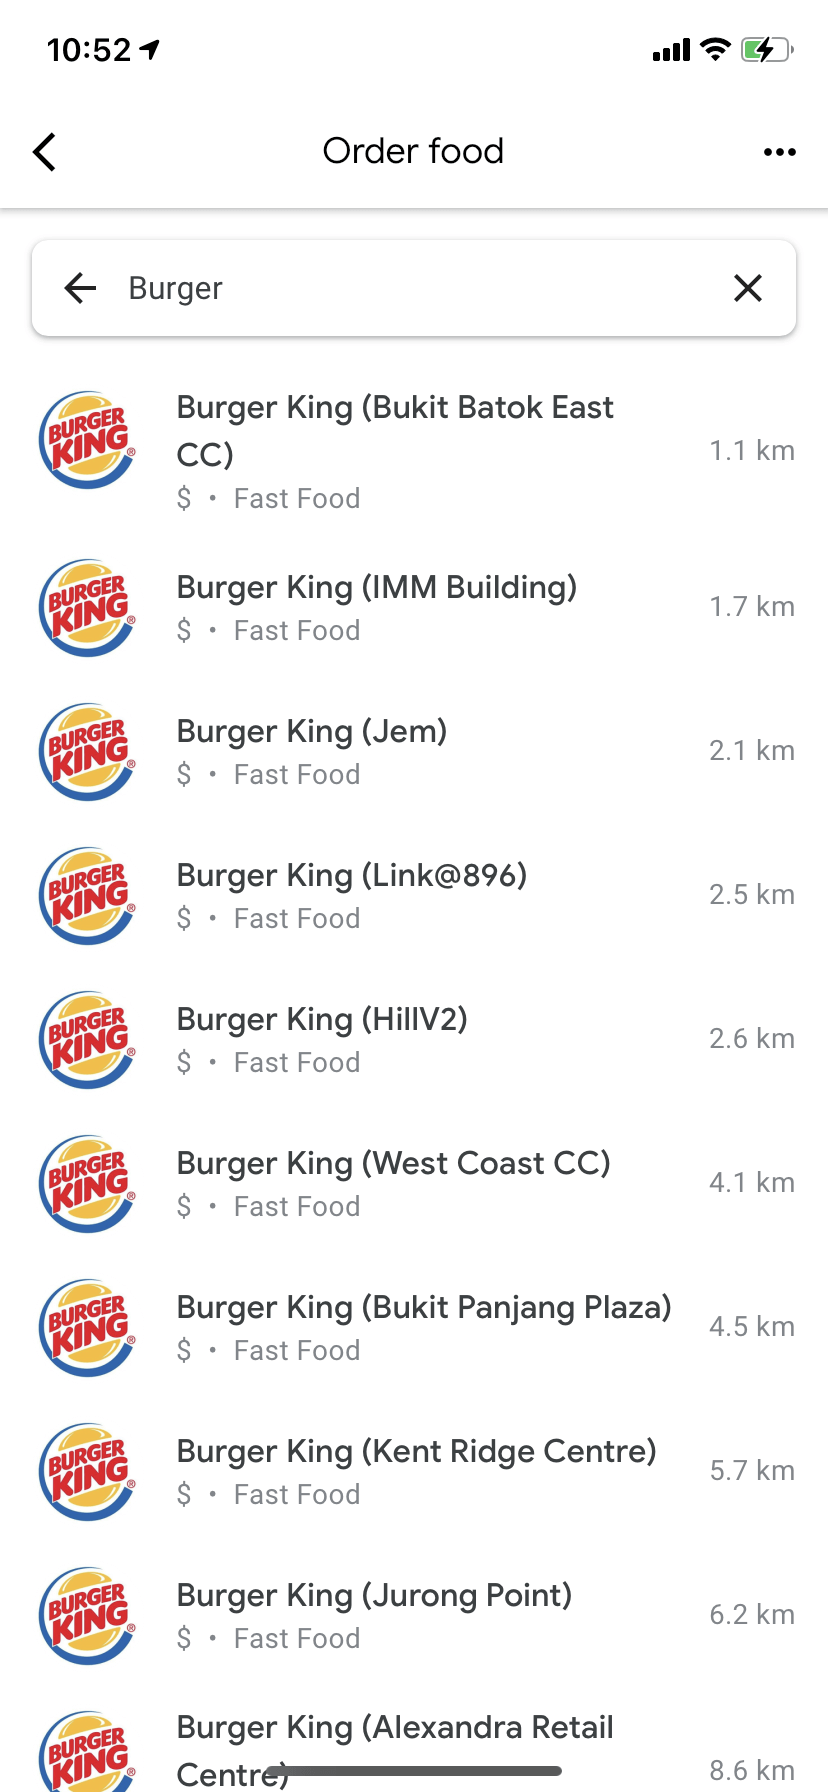 10:52
Order food
Burger
BURGER
KING®
Burger King (Bukit Batok East
CC)
1.1 km
$ • Fast Food
BURGER
KING®
Burger King (IMM Building)
1.7 km
$ • Fast Food
BURGER
KING®
Burger King (Jem)
2.1 km
$ • Fast Food
BURGER
KING®
Burger King (Link@896)
2.5 km
$ • Fast Food
BURGER
KING®
Burger King (HillV2)
2.6 km
$ • Fast Food
BURGER
KING®
Burger King (West Coast CC)
4.1 km
$ • Fast Food
BURGER
KING®
Burger King (Bukit Panjang Plaza)
4.5 km
$ • Fast Food
BURGER
KING®
Burger King (Kent Ridge Centre)
5.7 km
$ • Fast Food
BURGER
KING®
Burger King (Jurong Point)
6.2 km
$ • Fast Food
BURGER
KING®
Burger King (Alexandra Retail
Centre)
8.6 km